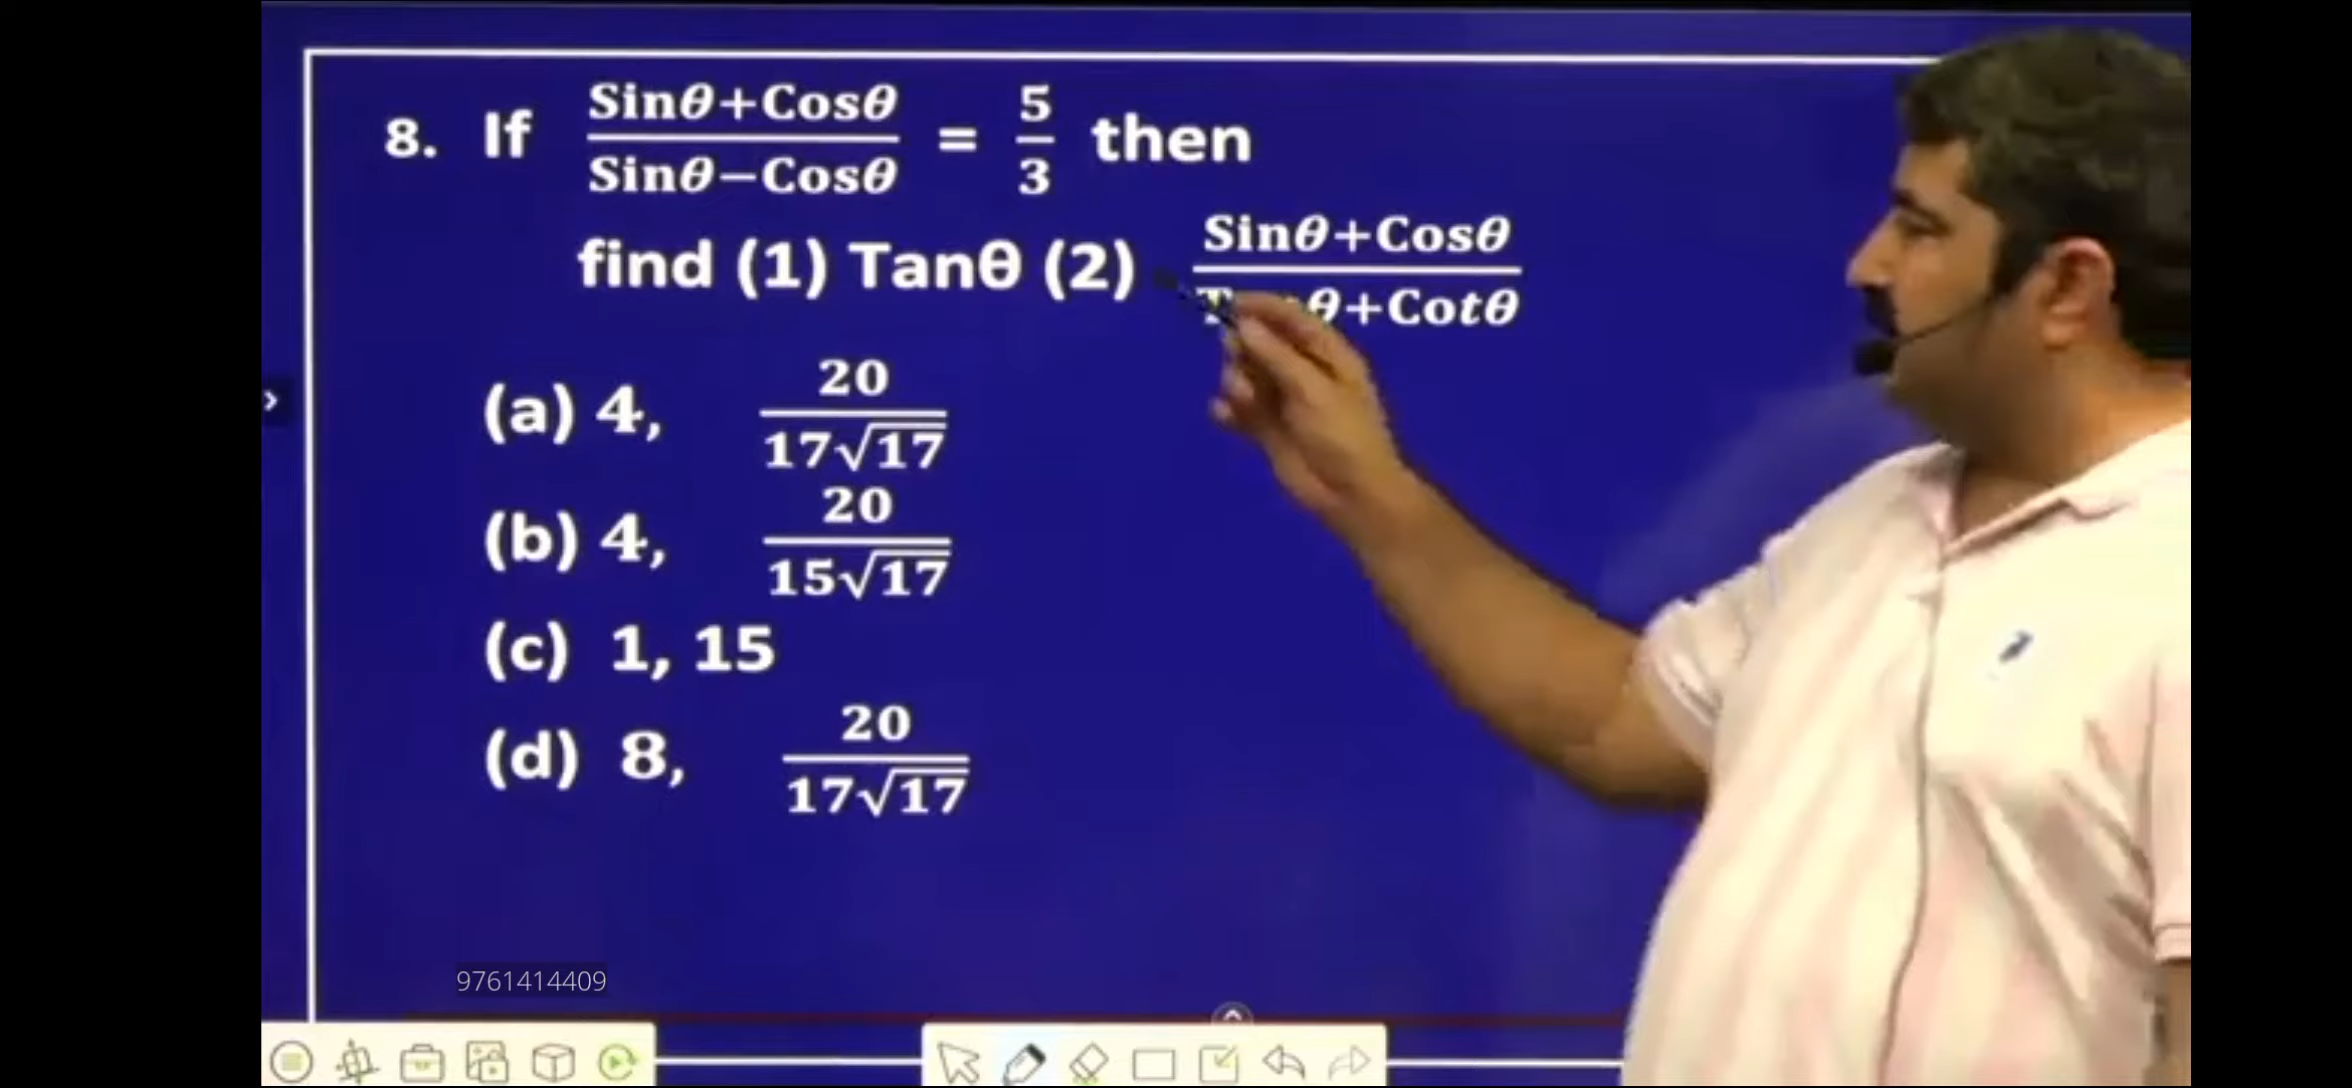 8. If (Sinθ+Cosθ)/(Sinθ−Cosθ) = 5/3 then
find (1) Tanθ (2) (Sinθ+Cosθ)/( θ+Cotθ)
(a) 4, 20/(17√17)
(b) 4, 20/(15√17)
(c) 1, 15
(d) 8, 20/(17√17)
9761414409